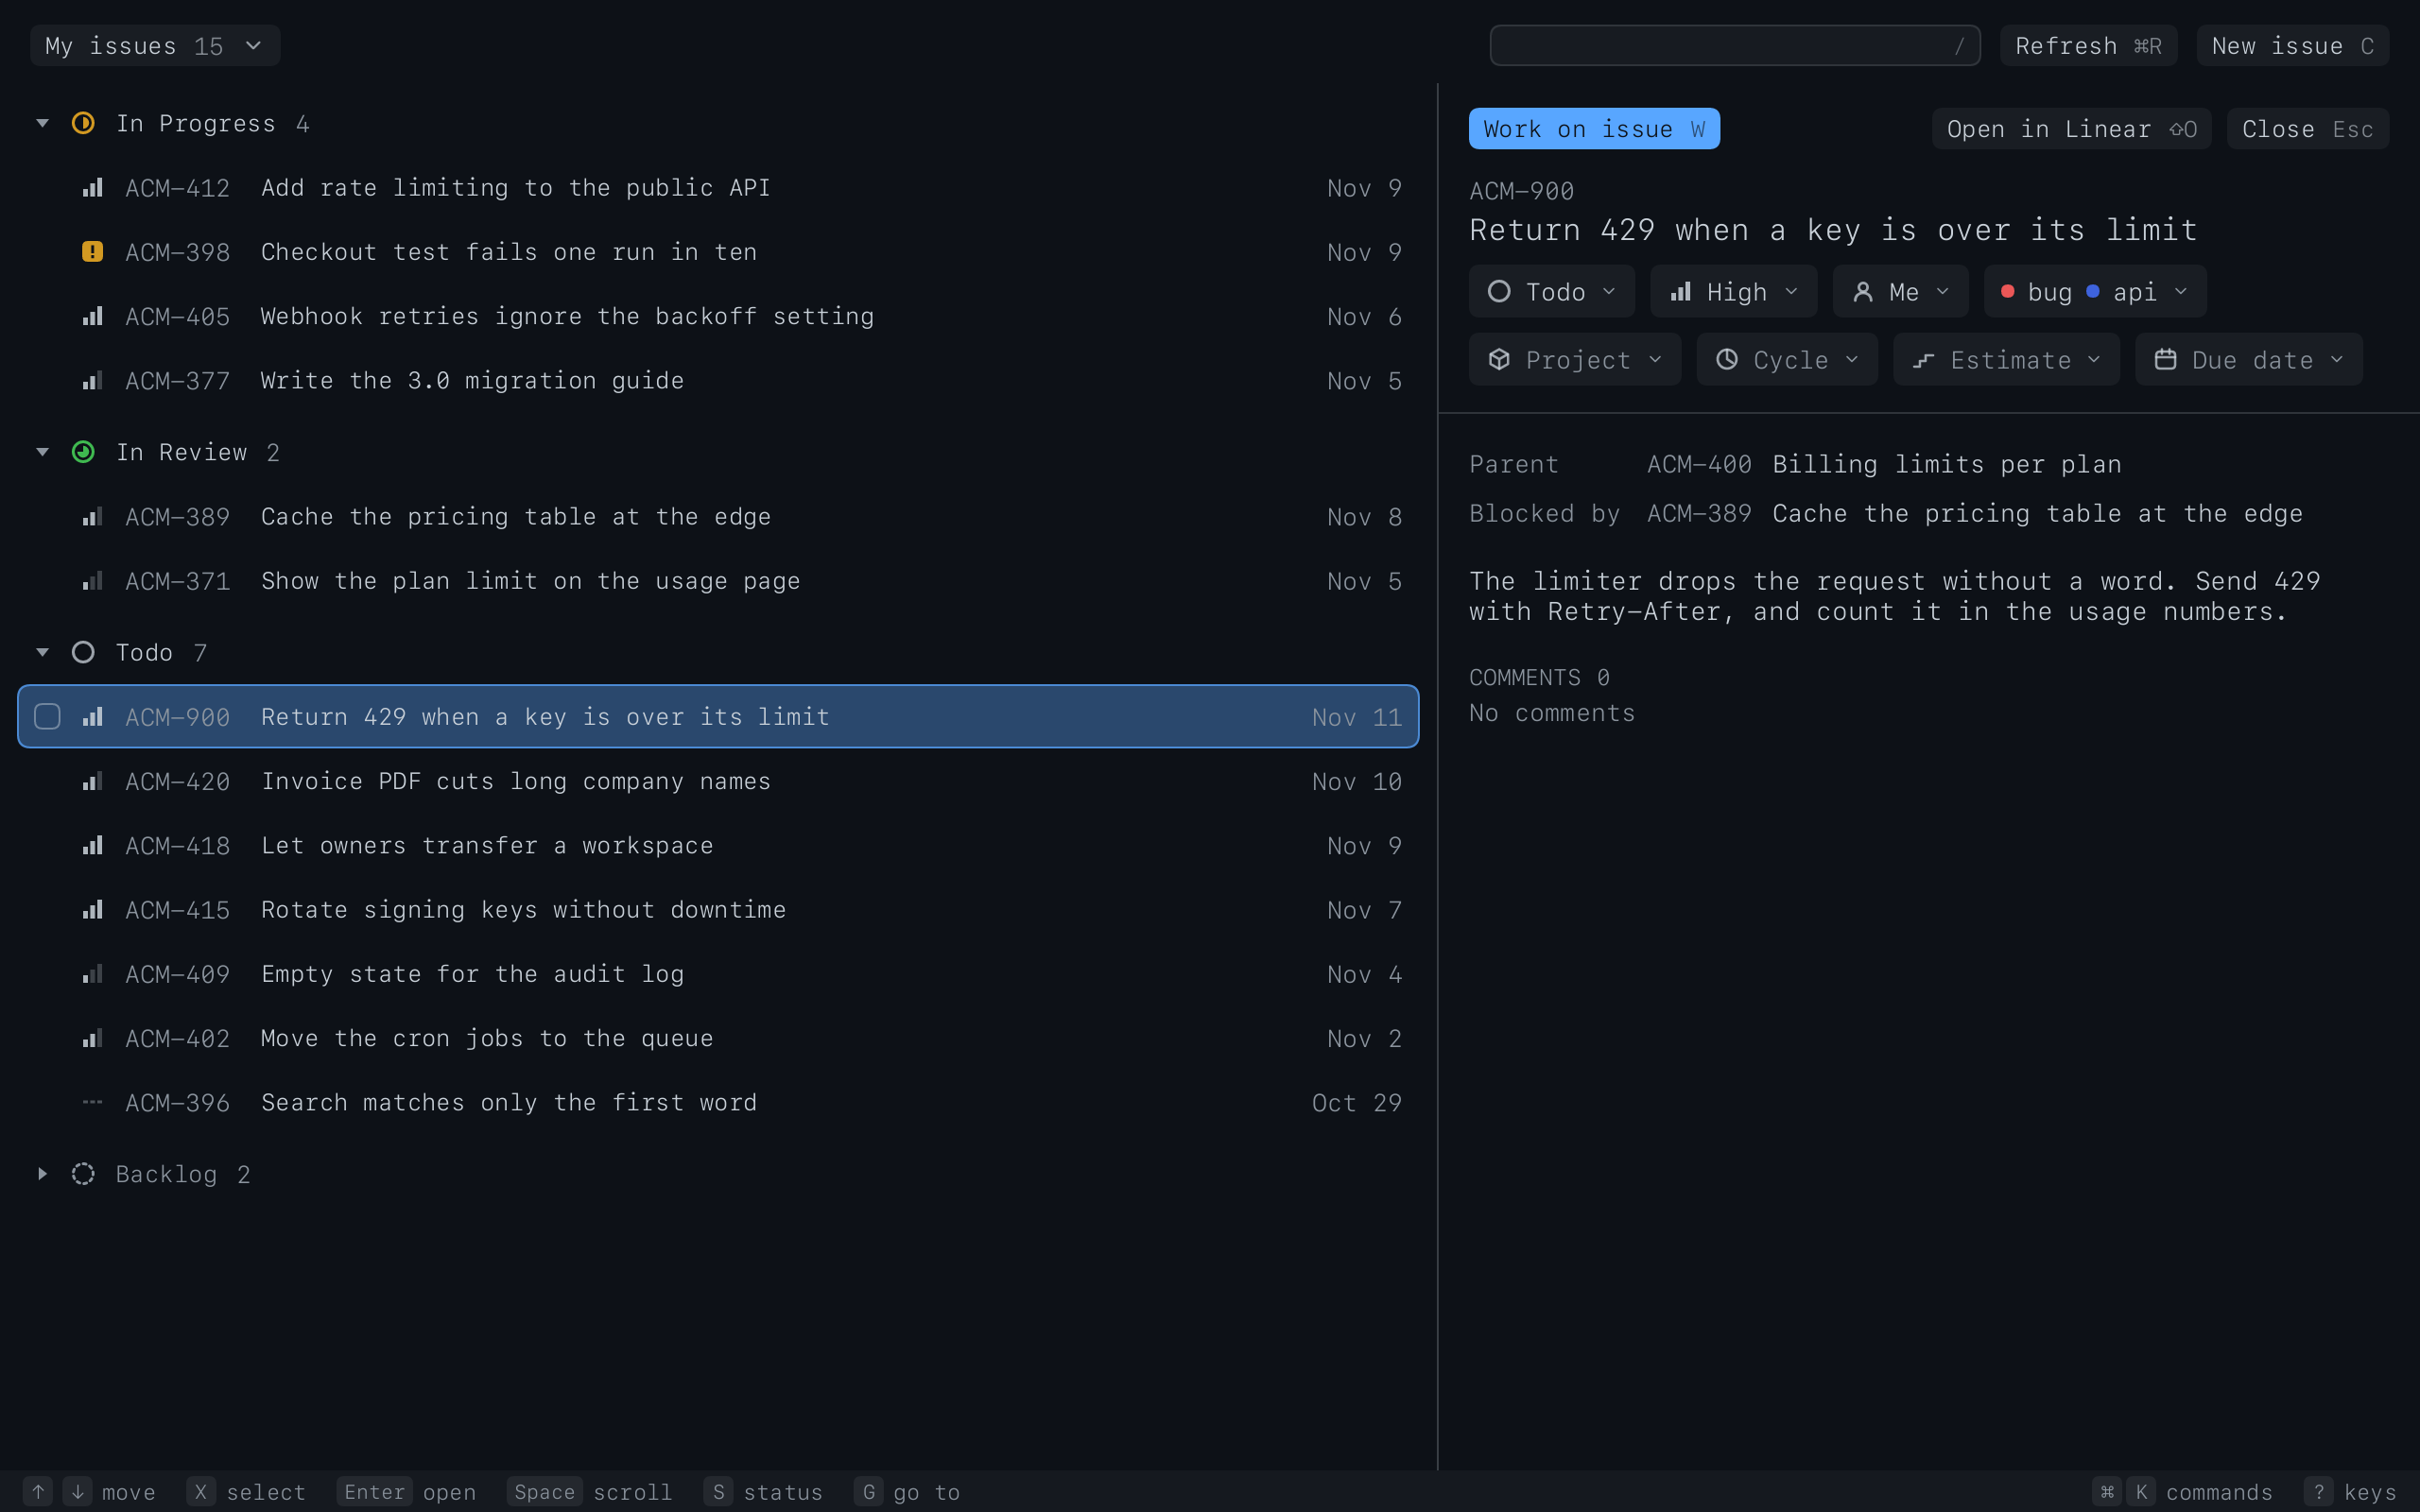 My issues 15
/
Refresh ⌘R
New issue C
In Progress 4
ACM-412 Add rate limiting to the public API Nov 9
ACM-398 Checkout test fails one run in ten Nov 9
ACM-405 Webhook retries ignore the backoff setting Nov 6
ACM-377 Write the 3.0 migration guide Nov 5
In Review 2
ACM-389 Cache the pricing table at the edge Nov 8
ACM-371 Show the plan limit on the usage page Nov 5
Todo 7
ACM-900 Return 429 when a key is over its limit Nov 11
ACM-420 Invoice PDF cuts long company names Nov 10
ACM-418 Let owners transfer a workspace Nov 9
ACM-415 Rotate signing keys without downtime Nov 7
ACM-409 Empty state for the audit log Nov 4
ACM-402 Move the cron jobs to the queue Nov 2
ACM-396 Search matches only the first word Oct 29
Backlog 2
Work on issue W
Open in Linear ⇧O
Close Esc
ACM-900
Return 429 when a key is over its limit
Todo High Me bug api
Project Cycle Estimate Due date
Parent ACM-400 Billing limits per plan
Blocked by ACM-389 Cache the pricing table at the edge
The limiter drops the request without a word. Send 429
with Retry-After, and count it in the usage numbers.
COMMENTS 0
No comments
↑ ↓ move X select Enter open Space scroll S status G go to
⌘ K commands ? keys